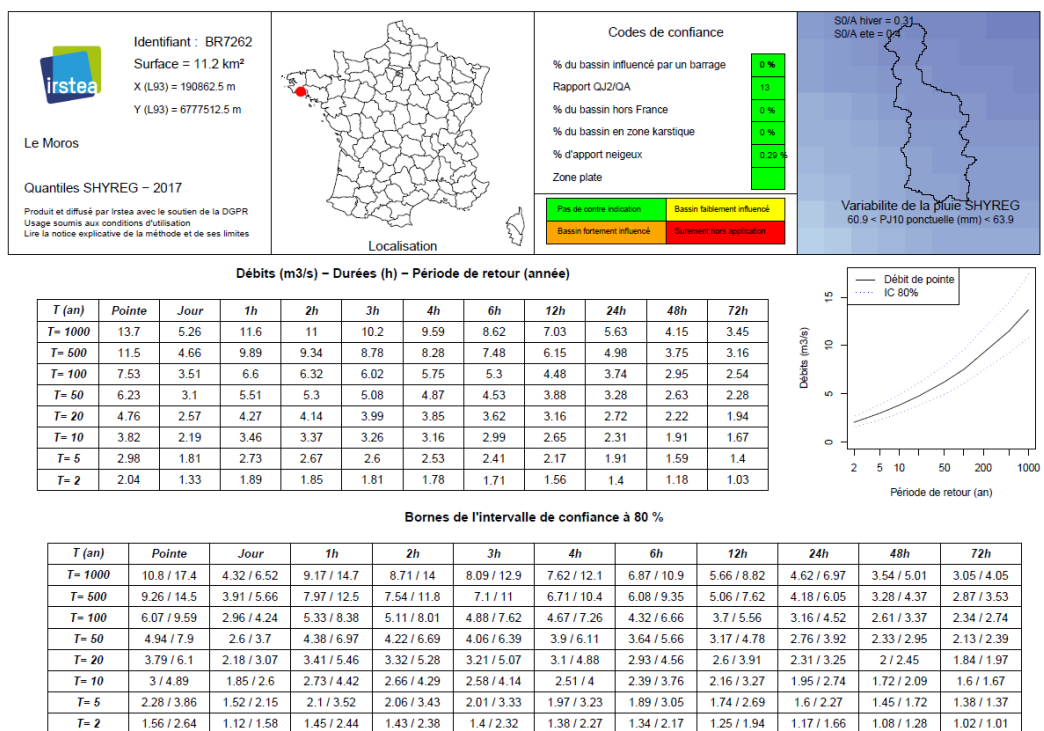 irstea
Identifiant : BR7262
Surface = 11.2 km²
X (L93) = 190862.5 m
Y (L93) = 6777512.5 m
Le Moros
Quantiles SHYREG − 2017
Produit et diffusé par Irstea avec le soutien de la DGPR
Usage soumis aux conditions d'utilisation
Lire la notice explicative de la méthode et de ses limites
Localisation
Codes de confiance
% du bassin influencé par un barrage 0 %
Rapport QJ2/QA 13
% du bassin hors France 0 %
% du bassin en zone karstique 0 %
% d'apport neigeux 0.29 %
Zone plate
Pas de contre indication Bassin faiblement influencé
Bassin fortement influencé Surement hors application
S0/A hiver = 0.31
S0/A ete = 0.4
Variabilite de la pluie SHYREG
60.9 < PJ10 ponctuelle (mm) < 63.9
Débits (m3/s) − Durées (h) − Période de retour (année)
T (an) Pointe Jour 1h 2h 3h 4h 6h 12h 24h 48h 72h
T= 1000 13.7 5.26 11.6 11 10.2 9.59 8.62 7.03 5.63 4.15 3.45
T= 500 11.5 4.66 9.89 9.34 8.78 8.28 7.48 6.15 4.98 3.75 3.16
T= 100 7.53 3.51 6.6 6.32 6.02 5.75 5.3 4.48 3.74 2.95 2.54
T= 50 6.23 3.1 5.51 5.3 5.08 4.87 4.53 3.88 3.28 2.63 2.28
T= 20 4.76 2.57 4.27 4.14 3.99 3.85 3.62 3.16 2.72 2.22 1.94
T= 10 3.82 2.19 3.46 3.37 3.26 3.16 2.99 2.65 2.31 1.91 1.67
T= 5 2.98 1.81 2.73 2.67 2.6 2.53 2.41 2.17 1.91 1.59 1.4
T= 2 2.04 1.33 1.89 1.85 1.81 1.78 1.71 1.56 1.4 1.18 1.03
Débit de pointe
IC 80%
Débits (m3/s)
15
10
5
0
2 5 10 50 200 1000
Période de retour (an)
Bornes de l'intervalle de confiance à 80 %
T (an) Pointe Jour 1h 2h 3h 4h 6h 12h 24h 48h 72h
T= 1000 10.8 / 17.4 4.32 / 6.52 9.17 / 14.7 8.71 / 14 8.09 / 12.9 7.62 / 12.1 6.87 / 10.9 5.66 / 8.82 4.62 / 6.97 3.54 / 5.01 3.05 / 4.05
T= 500 9.26 / 14.5 3.91 / 5.66 7.97 / 12.5 7.54 / 11.8 7.1 / 11 6.71 / 10.4 6.08 / 9.35 5.06 / 7.62 4.18 / 6.05 3.28 / 4.37 2.87 / 3.53
T= 100 6.07 / 9.59 2.96 / 4.24 5.33 / 8.38 5.11 / 8.01 4.88 / 7.62 4.67 / 7.26 4.32 / 6.66 3.7 / 5.56 3.16 / 4.52 2.61 / 3.37 2.34 / 2.74
T= 50 4.94 / 7.9 2.6 / 3.7 4.38 / 6.97 4.22 / 6.69 4.06 / 6.39 3.9 / 6.11 3.64 / 5.66 3.17 / 4.78 2.76 / 3.92 2.33 / 2.95 2.13 / 2.39
T= 20 3.79 / 6.1 2.18 / 3.07 3.41 / 5.46 3.32 / 5.28 3.21 / 5.07 3.1 / 4.88 2.93 / 4.56 2.6 / 3.91 2.31 / 3.25 2 / 2.45 1.84 / 1.97
T= 10 3 / 4.89 1.85 / 2.6 2.73 / 4.42 2.66 / 4.29 2.58 / 4.14 2.51 / 4 2.39 / 3.76 2.16 / 3.27 1.95 / 2.74 1.72 / 2.09 1.6 / 1.67
T= 5 2.28 / 3.86 1.52 / 2.15 2.1 / 3.52 2.06 / 3.43 2.01 / 3.33 1.97 / 3.23 1.89 / 3.05 1.74 / 2.69 1.6 / 2.27 1.45 / 1.72 1.38 / 1.37
T= 2 1.56 / 2.64 1.12 / 1.58 1.45 / 2.44 1.43 / 2.38 1.4 / 2.32 1.38 / 2.27 1.34 / 2.17 1.25 / 1.94 1.17 / 1.66 1.08 / 1.28 1.02 / 1.01